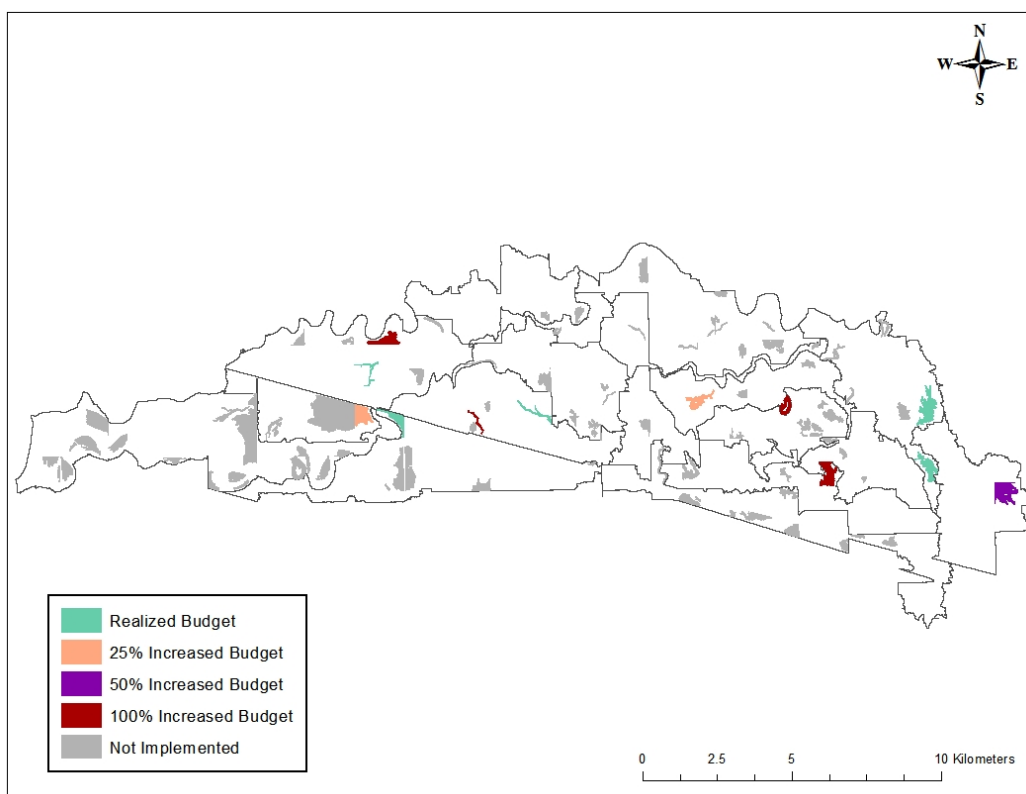 N
W E
S
Realized Budget
25% Increased Budget
50% Increased Budget
100% Increased Budget
Not Implemented
0 2.5 5 10 Kilometers